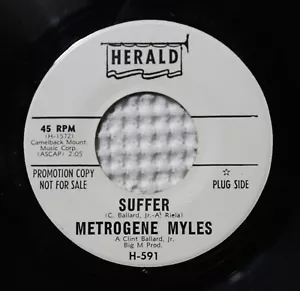 HERALD
45 RPM
(H-1572)
Camelback Mount.
Music Corp.
(ASCAP) 2:05
PROMOTION COPY
NOT FOR SALE
☆
PLUG SIDE
SUFFER
(C. Ballard, Jr.-A Riela)
METROGENE MYLES
A Clint Ballard, Jr.
Big M Prod.
H-591